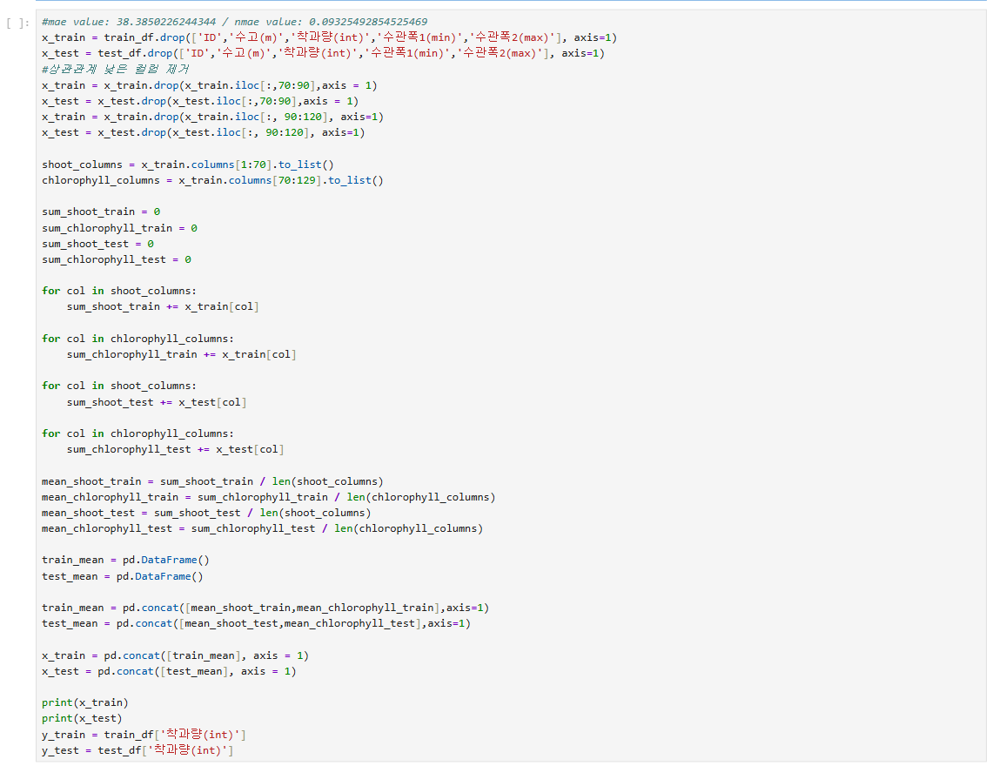 [ ]:
#mae value: 38.3850226244344 / nmae value: 0.09325492854525469
x_train = train_df.drop(['ID','수고(m)','착과량(int)','수관폭1(min)','수관폭2(max)'], axis=1)
x_test = test_df.drop(['ID','수고(m)','착과량(int)','수관폭1(min)','수관폭2(max)'], axis=1)
#상관관계 낮은 컬럼 제거
x_train = x_train.drop(x_train.iloc[:,70:90],axis = 1)
x_test = x_test.drop(x_test.iloc[:,70:90],axis = 1)
x_train = x_train.drop(x_train.iloc[:, 90:120], axis=1)
x_test = x_test.drop(x_test.iloc[:, 90:120], axis=1)
shoot_columns = x_train.columns[1:70].to_list()
chlorophyll_columns = x_train.columns[70:129].to_list()
sum_shoot_train = 0
sum_chlorophyll_train = 0
sum_shoot_test = 0
sum_chlorophyll_test = 0
for col in shoot_columns:
    sum_shoot_train += x_train[col]
for col in chlorophyll_columns:
    sum_chlorophyll_train += x_train[col]
for col in shoot_columns:
    sum_shoot_test += x_test[col]
for col in chlorophyll_columns:
    sum_chlorophyll_test += x_test[col]
mean_shoot_train = sum_shoot_train / len(shoot_columns)
mean_chlorophyll_train = sum_chlorophyll_train / len(chlorophyll_columns)
mean_shoot_test = sum_shoot_test / len(shoot_columns)
mean_chlorophyll_test = sum_chlorophyll_test / len(chlorophyll_columns)
train_mean = pd.DataFrame()
test_mean = pd.DataFrame()
train_mean = pd.concat([mean_shoot_train,mean_chlorophyll_train],axis=1)
test_mean = pd.concat([mean_shoot_test,mean_chlorophyll_test],axis=1)
x_train = pd.concat([train_mean], axis = 1)
x_test = pd.concat([test_mean], axis = 1)
print(x_train)
print(x_test)
y_train = train_df['착과량(int)']
y_test = test_df['착과량(int)']